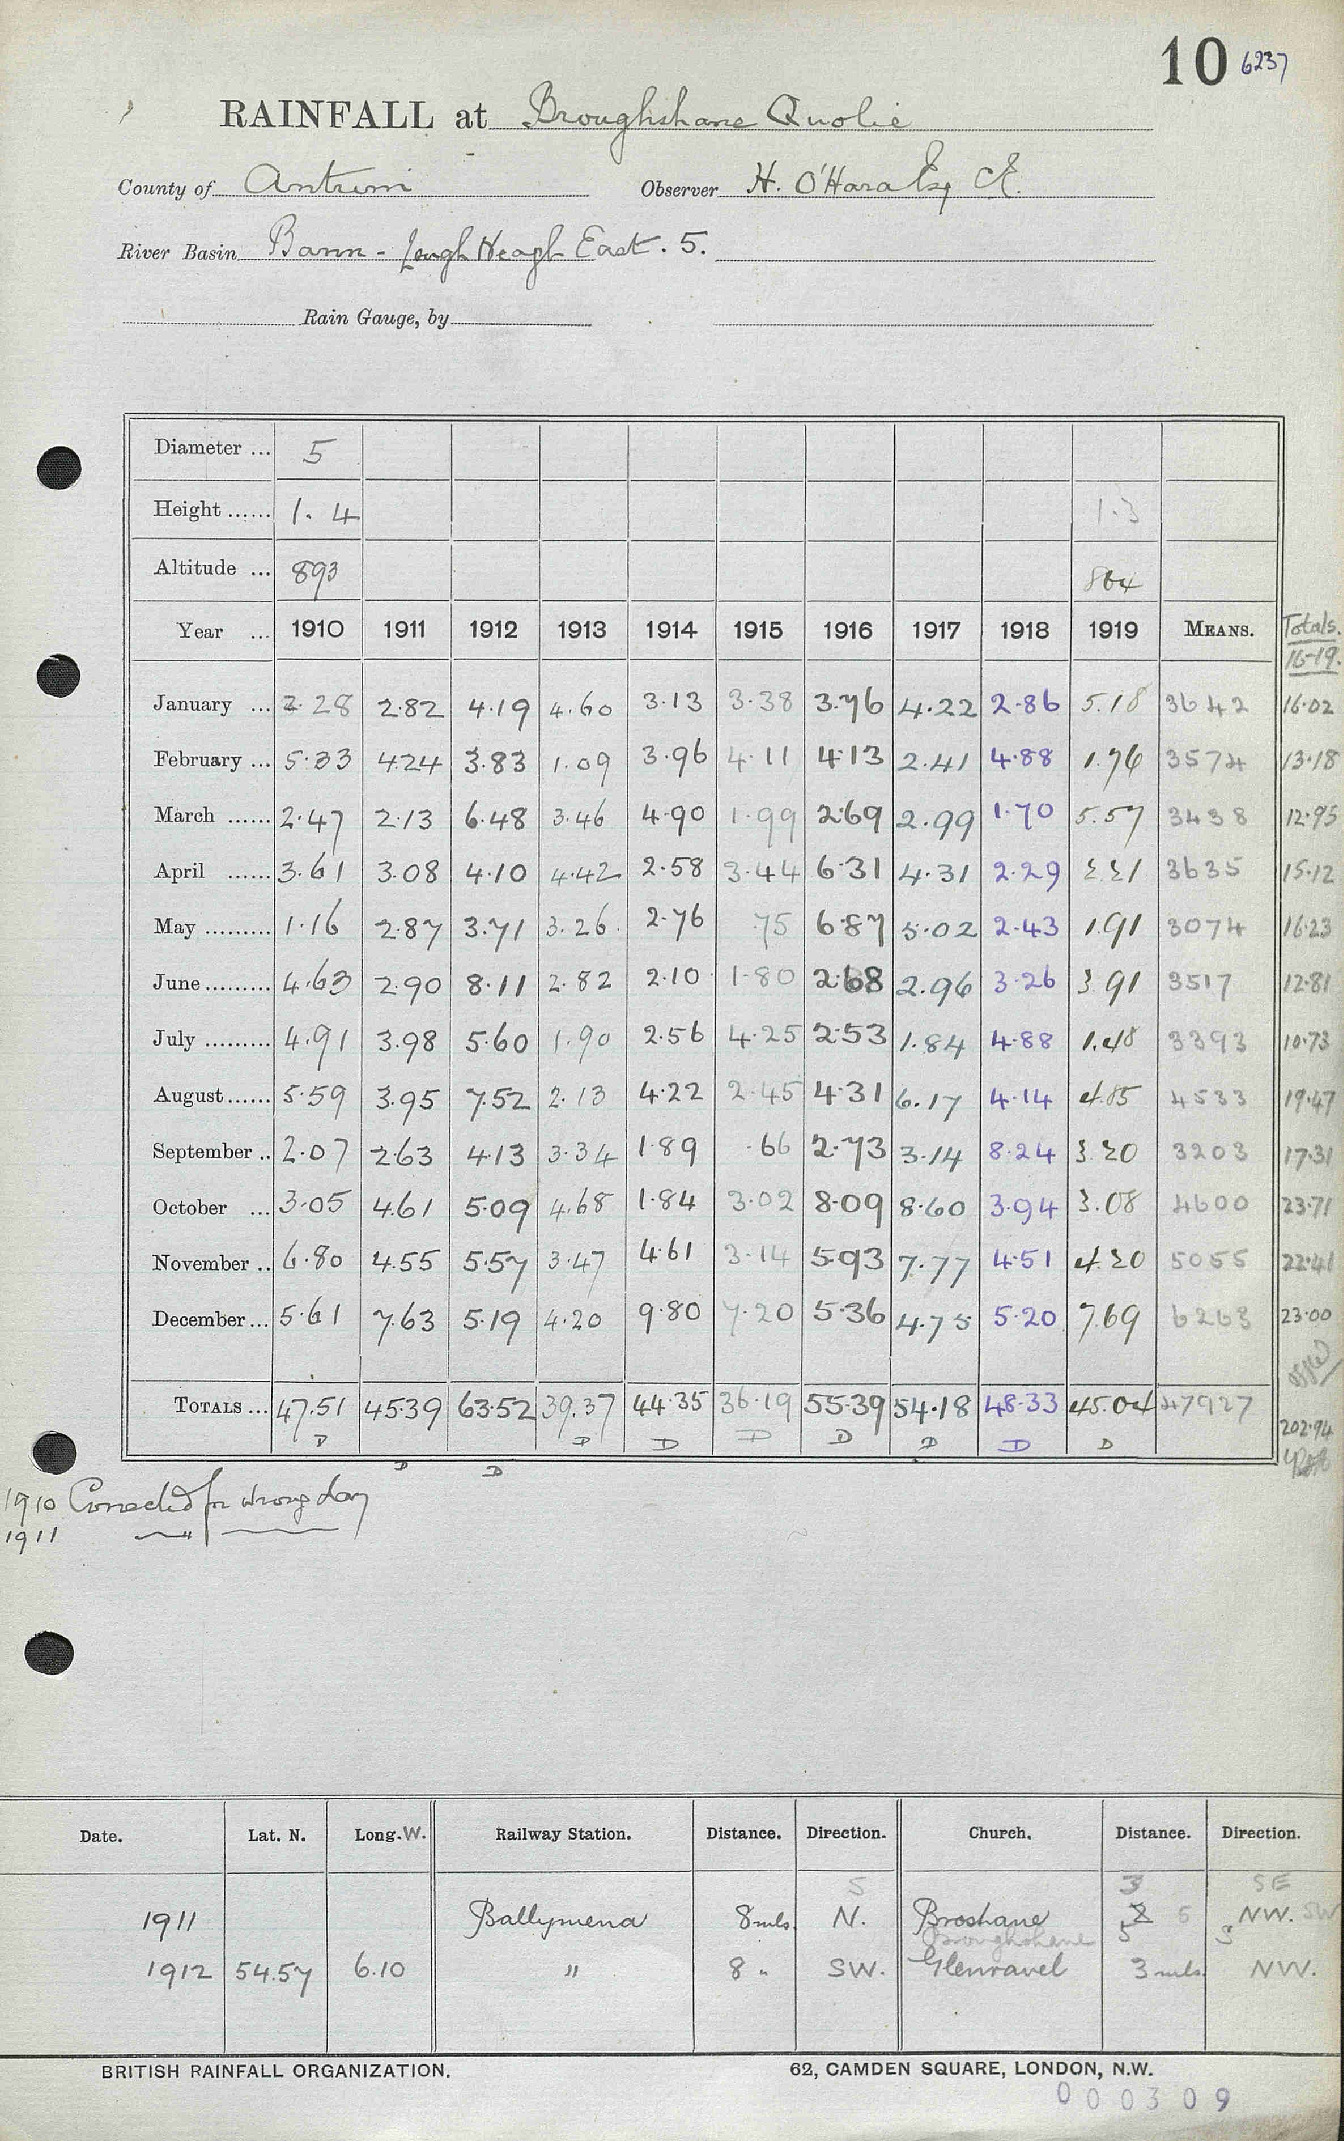 10 6237
RAINFALL at Broughshane Quolie
County of Antrim Observer H. O'Hara Esq CE.
River Basin Bann - Lough Neagh East. 5.
Rain Gauge, by
Diameter ... 5
Height ...... 1.4 1.3
Altitude ... 893 864
Year ... 1910 1911 1912 1913 1914 1915 1916 1917 1918 1919 MEANS. Totals. 16-19.
January ... 2.28 2.82 4.19 4.60 3.13 3.38 3.76 4.22 2.86 5.18 3642 16.02
February ... 5.33 4.24 3.83 1.09 3.96 4.11 4.13 2.41 4.88 1.76 3574 13.18
March ...... 2.47 2.13 6.48 3.46 4.90 1.99 2.69 2.99 1.70 5.57 3438 12.95
April ...... 3.61 3.08 4.10 4.42 2.58 3.44 6.31 4.31 2.29 2.21 3635 15.12
May ......... 1.16 2.87 3.71 3.26 2.76 .75 6.87 5.02 2.43 1.91 3074 16.23
June ......... 4.63 2.90 8.11 2.82 2.10 1.80 2.68 2.96 3.26 3.91 3517 12.81
July ......... 4.91 3.98 5.60 1.90 2.56 4.25 2.53 1.84 4.88 1.48 3393 10.73
August ...... 5.59 3.95 7.52 2.13 4.22 2.45 4.31 6.17 4.14 4.85 4533 19.47
September .. 2.07 2.63 4.13 3.34 1.89 .66 2.73 3.14 8.24 3.20 3203 17.31
October ... 3.05 4.61 5.09 4.68 1.84 3.02 8.09 8.60 3.94 3.08 4600 23.71
November .. 6.80 4.55 5.57 3.47 4.61 3.14 5.93 7.77 4.51 4.20 5055 22.41
December ... 5.61 7.63 5.19 4.20 9.80 7.20 5.36 4.75 5.20 7.69 6263 23.00
TOTALS ... 47.51 45.39 63.52 39.37 44.35 36.19 55.39 54.18 48.33 45.04 47927 202.94
D D D D D D D D
D D
1910 Corrected for wrong day
1911 " 
Date. Lat. N. Long. W. Railway Station. Distance. Direction. Church. Distance. Direction.
S 3 SE
1911 Ballymena 8 mls. N. Broshane 2 5 NW. SW
Broughshane 5 S
1912 54.57 6.10 " 8 " SW. Glenravel 3 mls. NW.
BRITISH RAINFALL ORGANIZATION. 62, CAMDEN SQUARE, LONDON, N.W.
000309